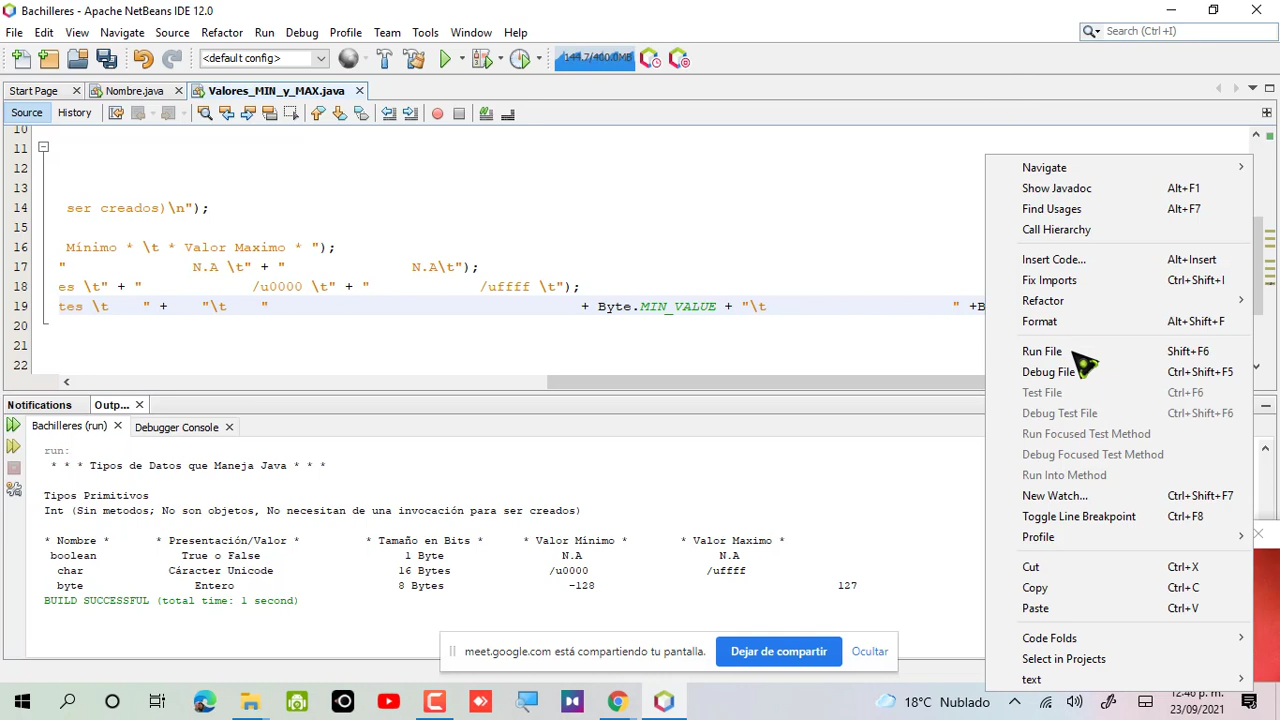 Bachilleres - Apache NetBeans IDE 12.0
File Edit View Navigate Source Refactor Run Debug Profile Team Tools Window Help
Search (Ctrl+I)
<default config>
144.7/400.0MB
Start Page Nombre.java Valores_MIN_y_MAX.java
Source History
10
11
12
13
14 ser creados)\n");
15
16 Mínimo * \t * Valor Maximo * ");
17 " N.A \t" + " N.A\t");
18 es \t" + " /u0000 \t" + " /uffff \t");
19 tes \t " + "\t " + Byte.MIN_VALUE + "\t " +B
20
21
22
Navigate
Show Javadoc Alt+F1
Find Usages Alt+F7
Call Hierarchy
Insert Code... Alt+Insert
Fix Imports Ctrl+Shift+I
Refactor
Format Alt+Shift+F
Run File Shift+F6
Debug File Ctrl+Shift+F5
Test File Ctrl+F6
Debug Test File Ctrl+Shift+F6
Run Focused Test Method
Debug Focused Test Method
Run Into Method
New Watch... Ctrl+Shift+F7
Toggle Line Breakpoint Ctrl+F8
Profile
Cut Ctrl+X
Copy Ctrl+C
Paste Ctrl+V
Code Folds
Select in Projects
text
Notifications Outp...
Bachilleres (run) Debugger Console
run:
* * * Tipos de Datos que Maneja Java * * *
Tipos Primitivos
Int (Sin metodos; No son objetos, No necesitan de una invocación para ser creados)
* Nombre * * Presentación/Valor * * Tamaño en Bits * * Valor Mínimo * * Valor Maximo *
boolean True o False 1 Byte N.A N.A
char Cáracter Unicode 16 Bytes /u0000 /uffff
byte Entero 8 Bytes -128 127
BUILD SUCCESSFUL (total time: 1 second)
meet.google.com está compartiendo tu pantalla. Dejar de compartir Ocultar
18°C Nublado
12:46 p. m.
23/09/2021